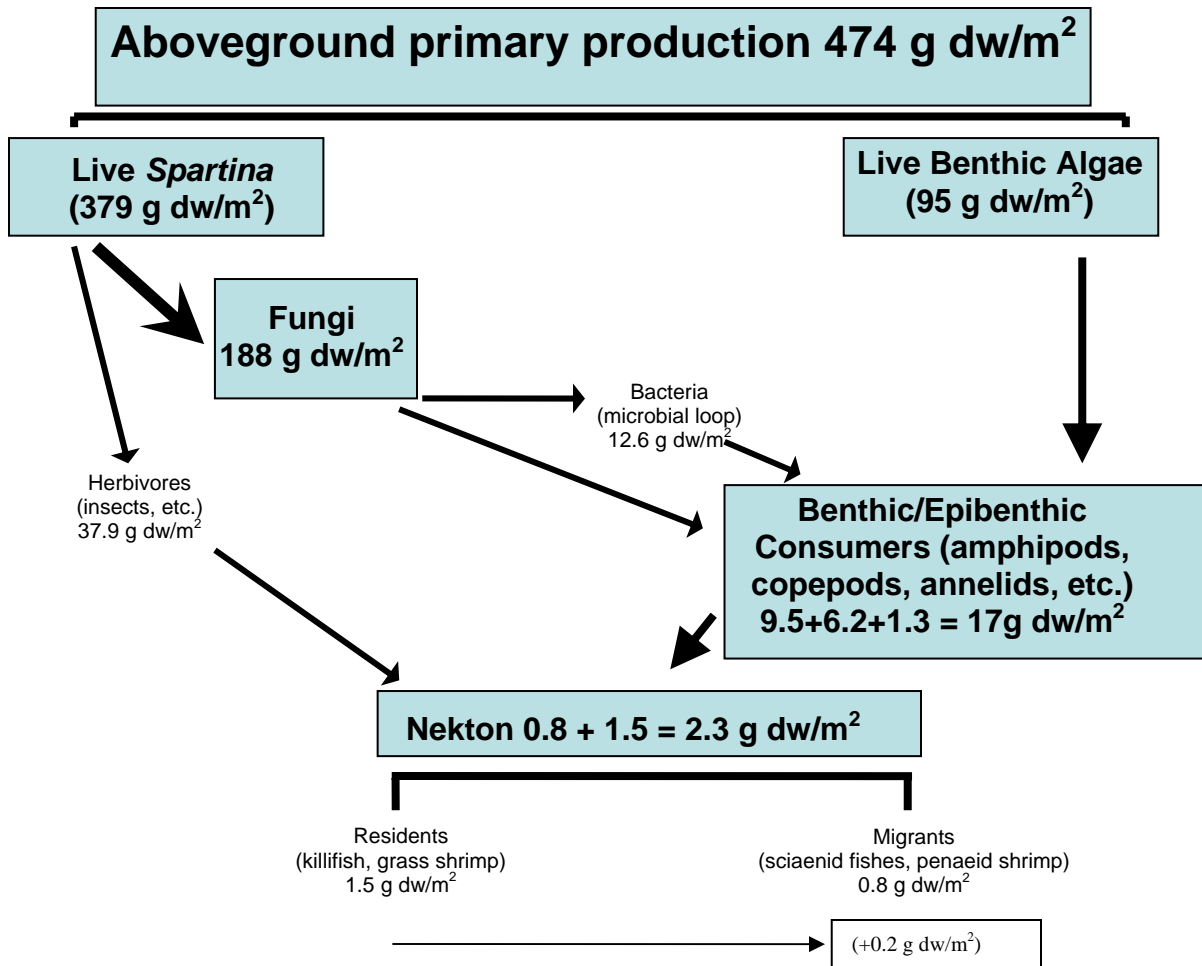 Aboveground primary production 474 g dw/m²
Live Spartina
(379 g dw/m²)
Live Benthic Algae
(95 g dw/m²)
Fungi
188 g dw/m²
Bacteria
(microbial loop)
12.6 g dw/m²
Herbivores
(insects, etc.)
37.9 g dw/m²
Benthic/Epibenthic
Consumers (amphipods,
copepods, annelids, etc.)
9.5+6.2+1.3 = 17g dw/m²
Nekton 0.8 + 1.5 = 2.3 g dw/m²
Residents
(killifish, grass shrimp)
1.5 g dw/m²
Migrants
(sciaenid fishes, penaeid shrimp)
0.8 g dw/m²
(+0.2 g dw/m²)